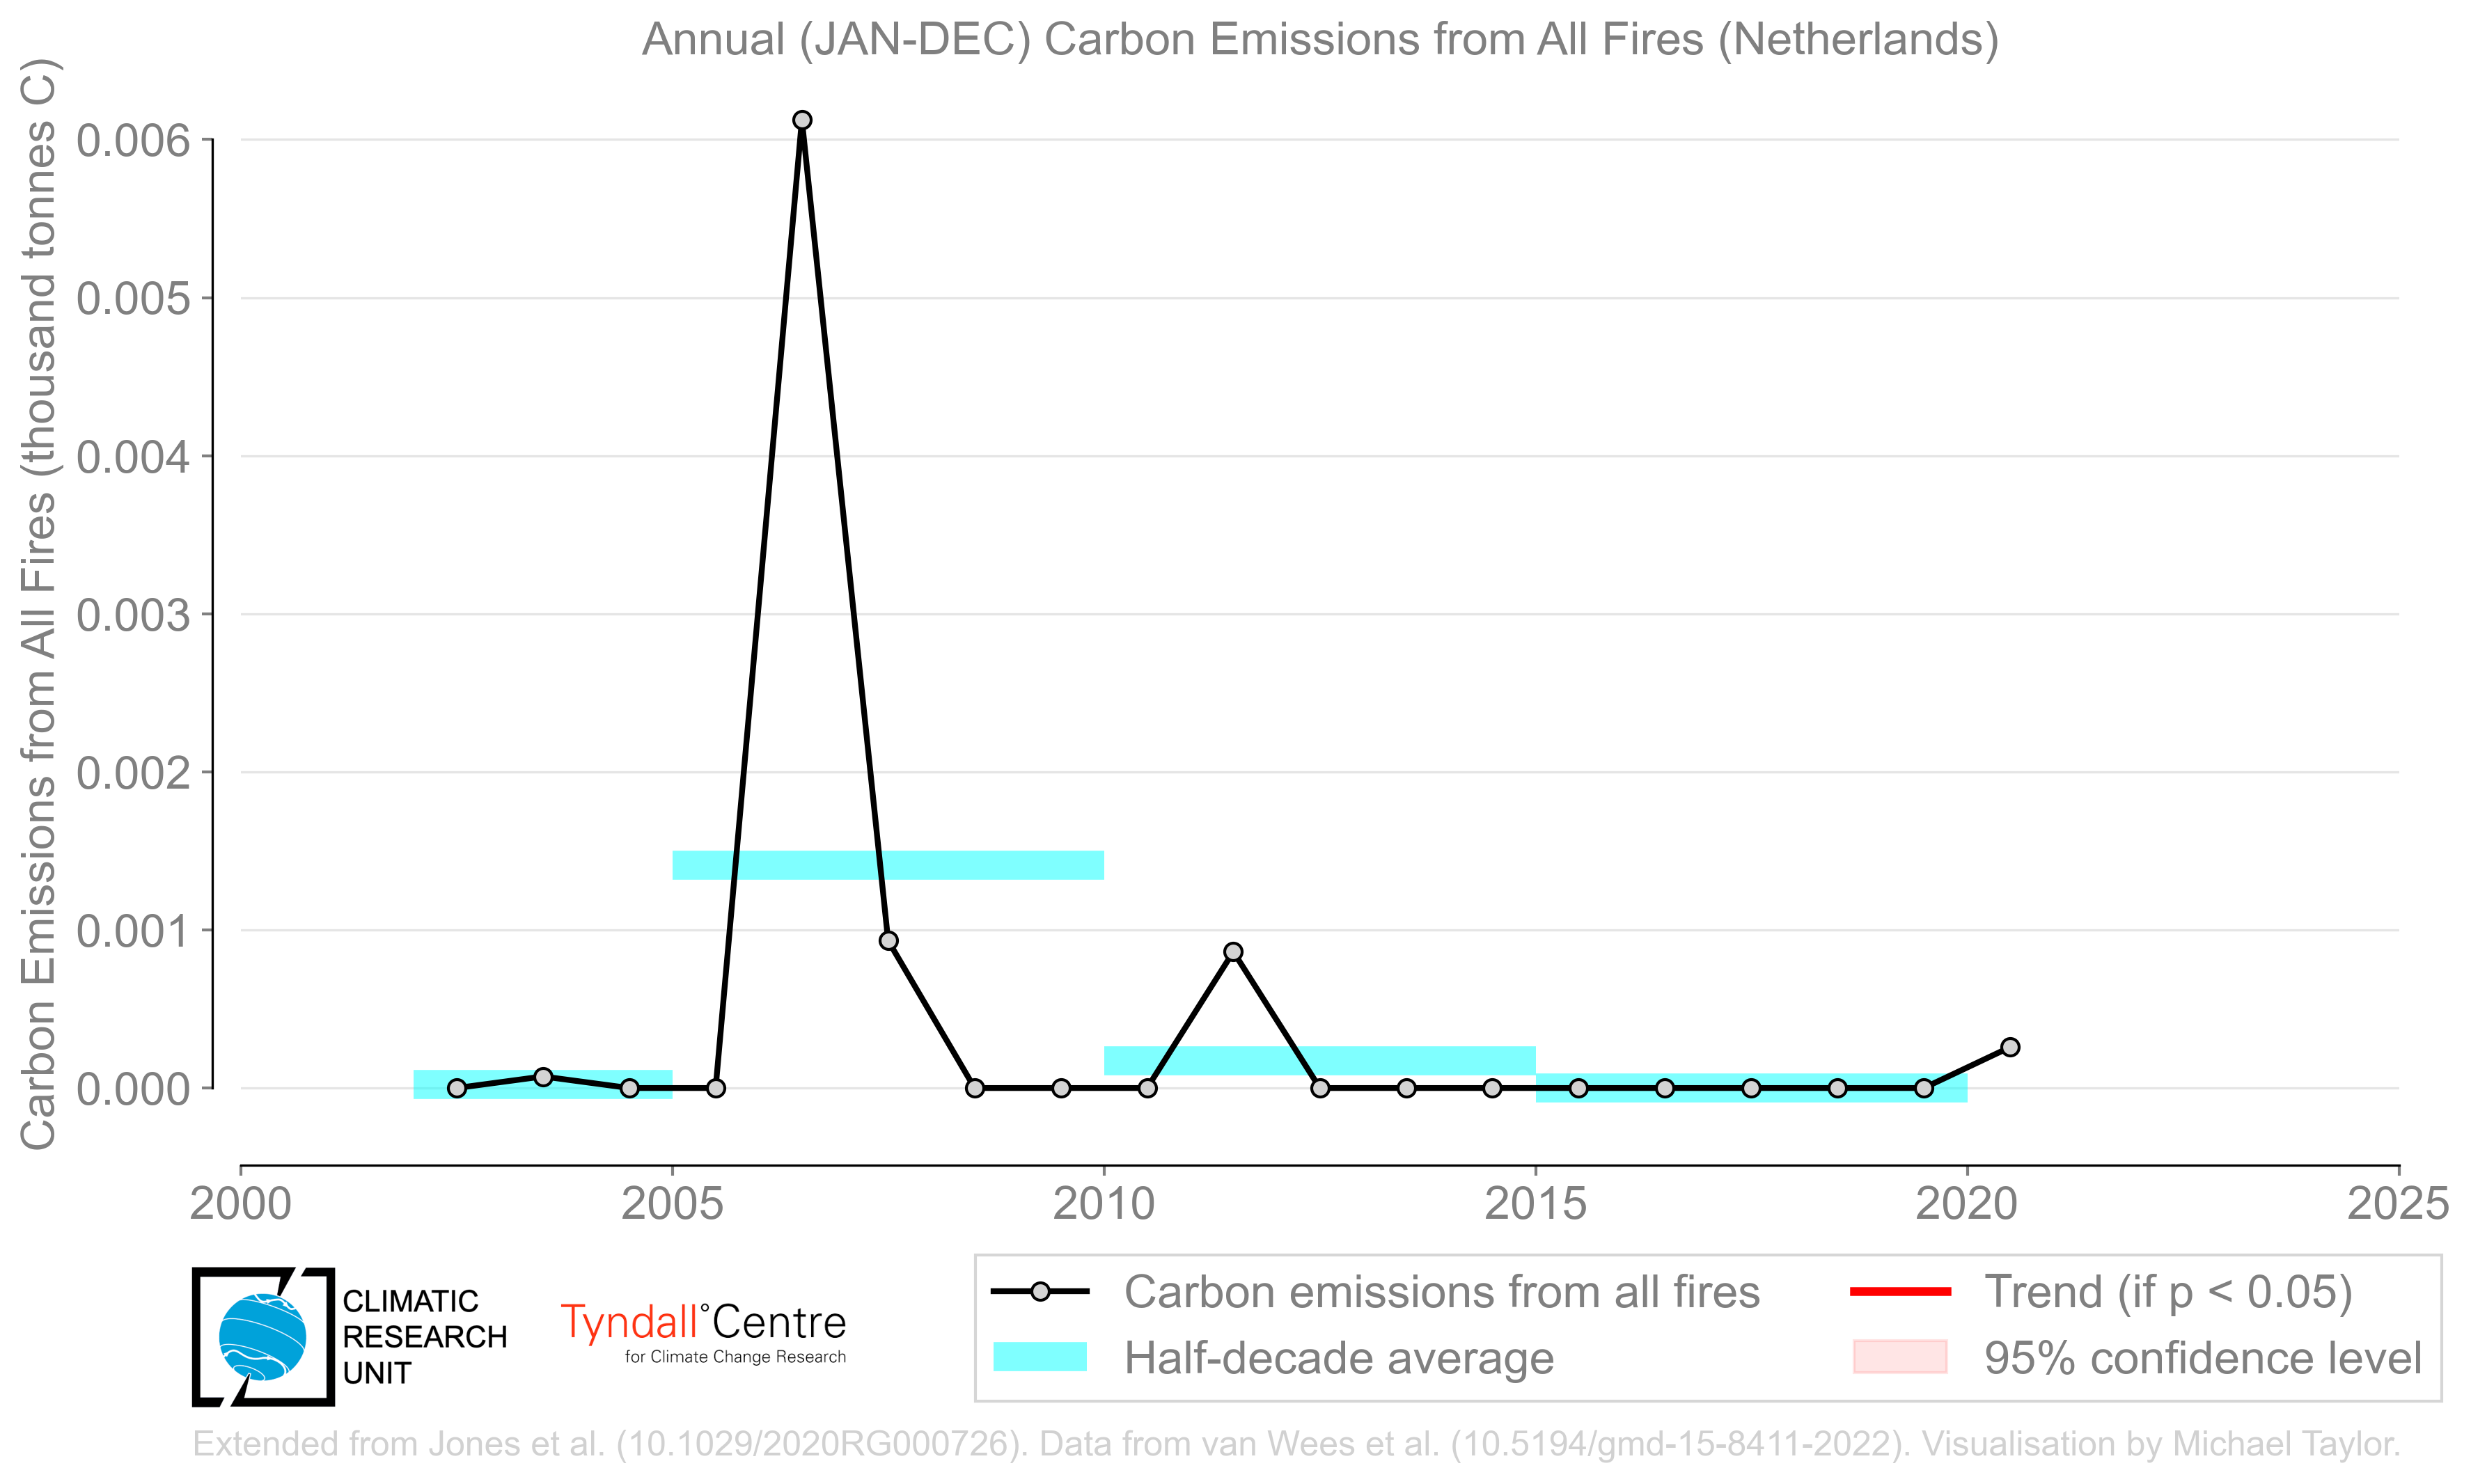 Annual (JAN-DEC) Carbon Emissions from All Fires (Netherlands)
Carbon Emissions from All Fires (thousand tonnes C)
0.006
0.005
0.004
0.003
0.002
0.001
0.000
2000 2005 2010 2015 2020 2025
CLIMATIC
RESEARCH
UNIT
Tyndall°Centre
for Climate Change Research
Carbon emissions from all fires
Half-decade average
Trend (if p < 0.05)
95% confidence level
Extended from Jones et al. (10.1029/2020RG000726). Data from van Wees et al. (10.5194/gmd-15-8411-2022). Visualisation by Michael Taylor.